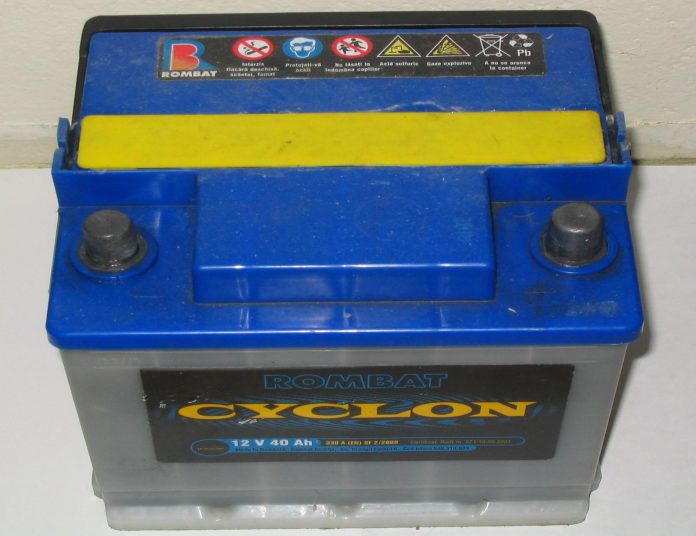 ROMBAT
Interzis
flacără deschisă,
scântei, fumat
Protejați-vă
ochii
Nu lăsați la
îndemâna copiilor
Acid sulfuric
Gaze explozive
A nu se arunca
la container
Pb
ROMBAT
CYCLON
12 V 40 Ah